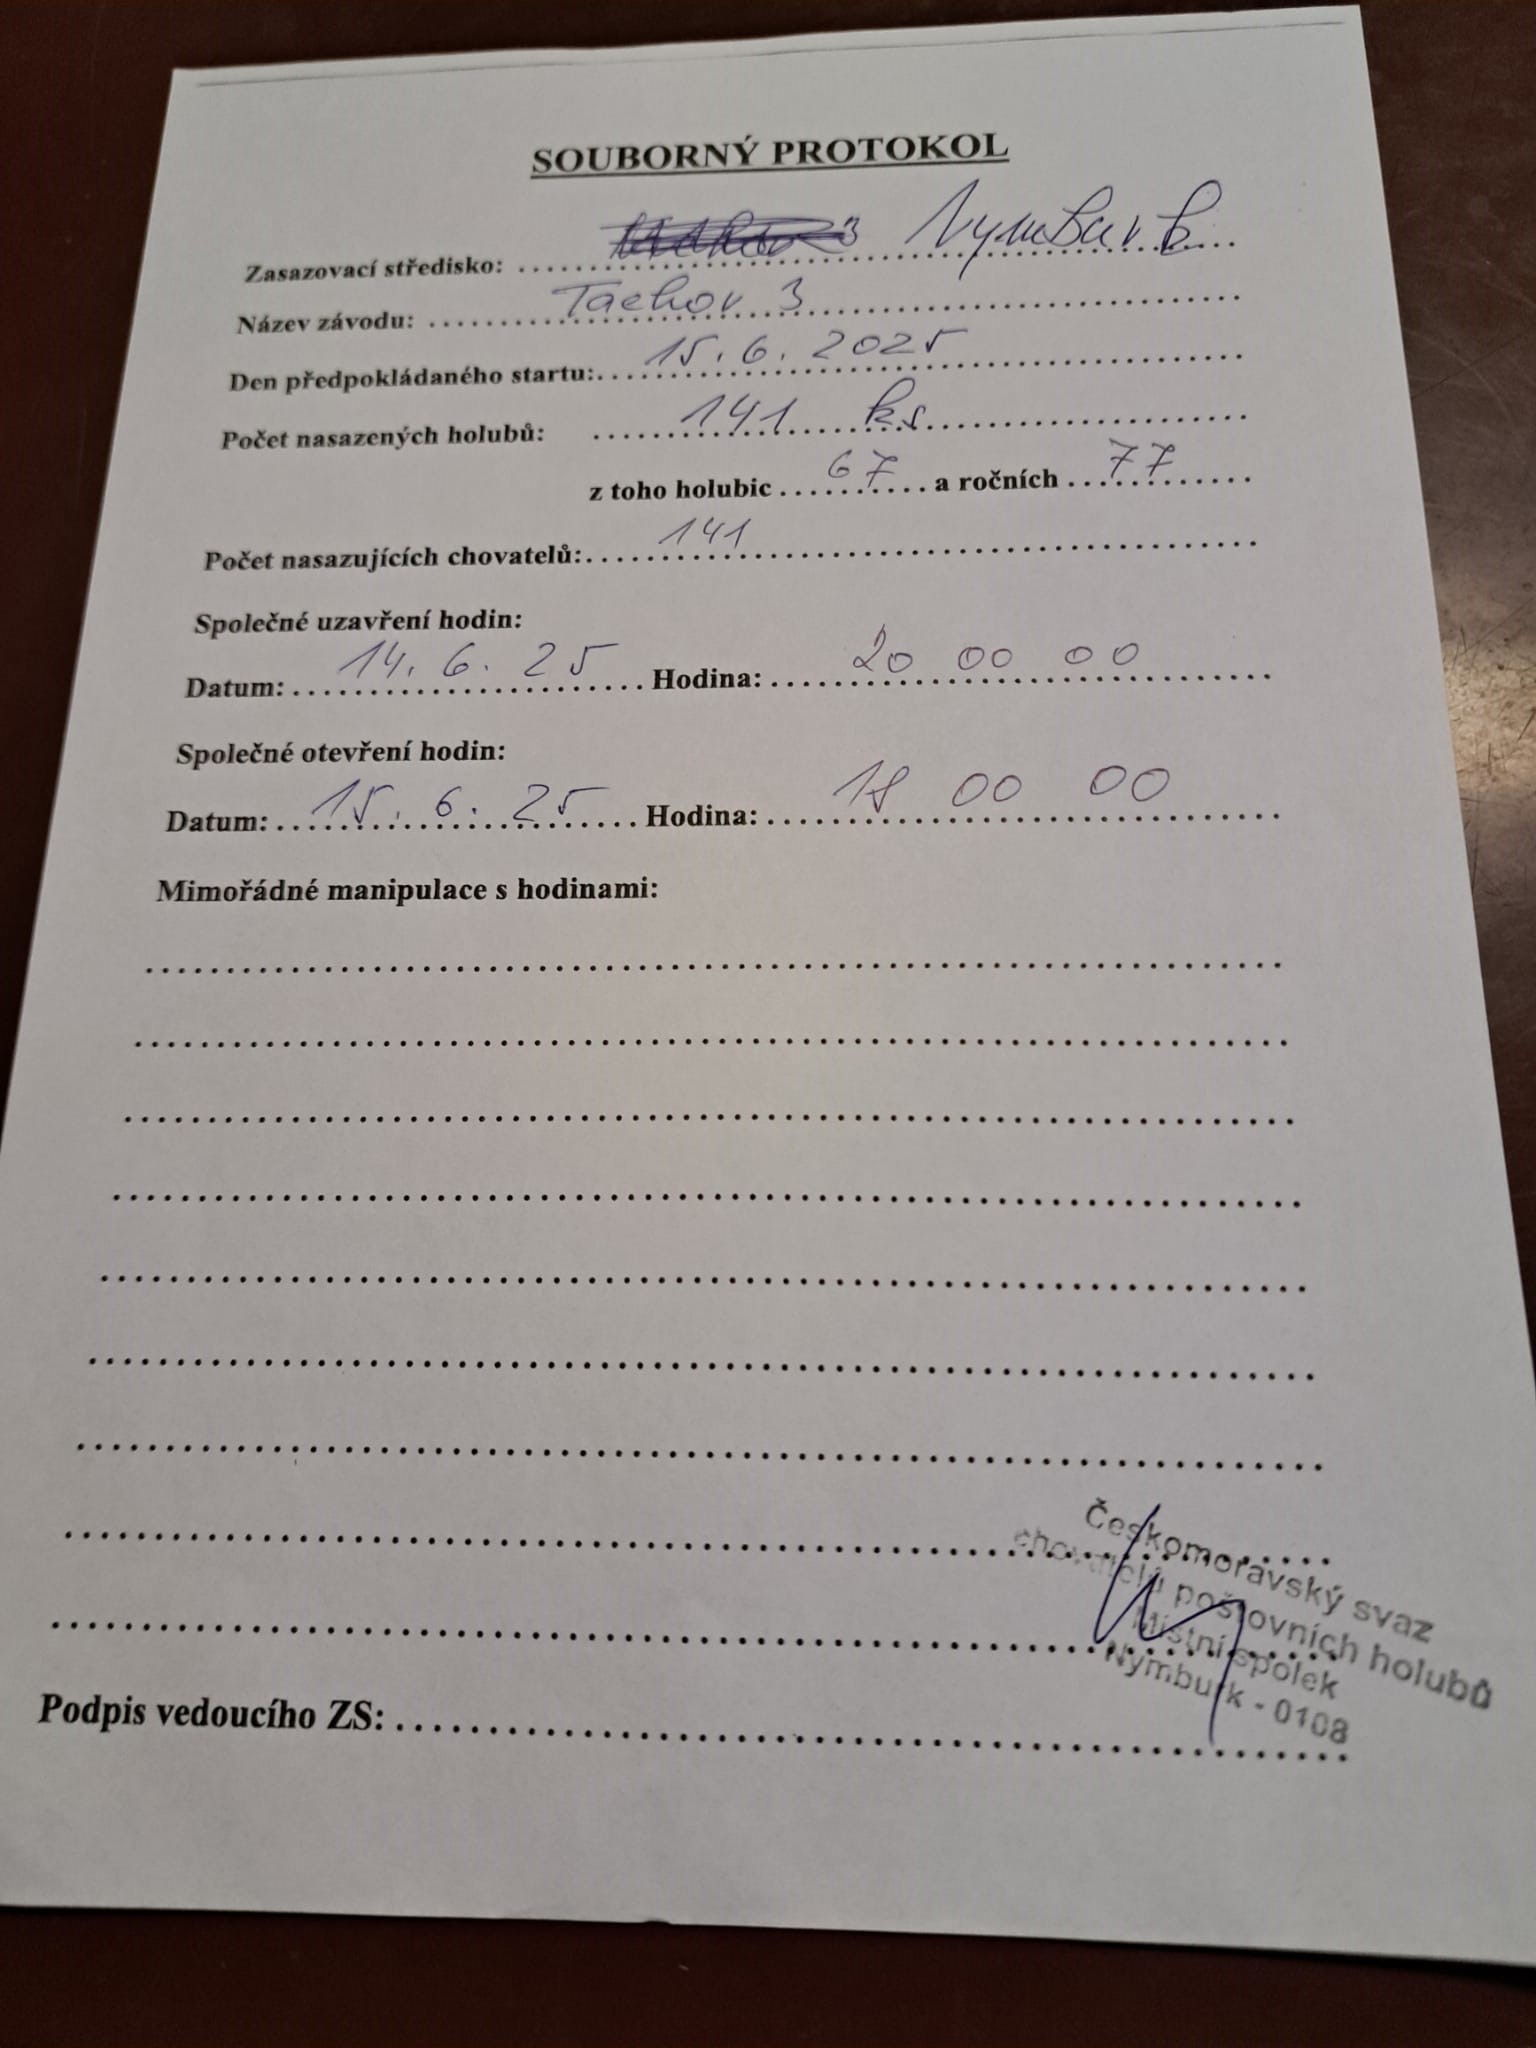 SOUBORNÝ PROTOKOL
Zasazovací středisko: Nymburk
Název závodu: Tachov 3
Den předpokládaného startu: 15. 6. 2025
Počet nasazených holubů: 141 ks
z toho holubic 67 a ročních 77
Počet nasazujících chovatelů: 141
Společné uzavření hodin:
Datum: 14. 6. 25 Hodina: 20 00 00
Společné otevření hodin:
Datum: 15. 6. 25 Hodina: 18 00 00
Mimořádné manipulace s hodinami:
Českomoravský svaz
chovatelů poštovních holubů
Místní spolek
Nymburk - 0108
Podpis vedoucího ZS: